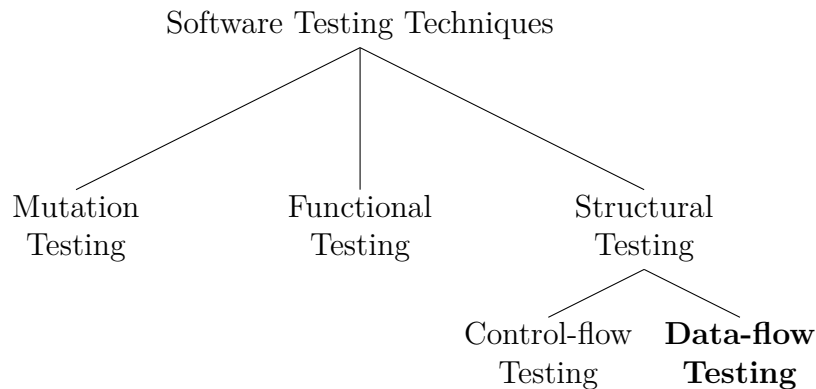 Software Testing Techniques
Mutation
Testing
Functional
Testing
Structural
Testing
Control-flow
Testing
Data-flow
Testing